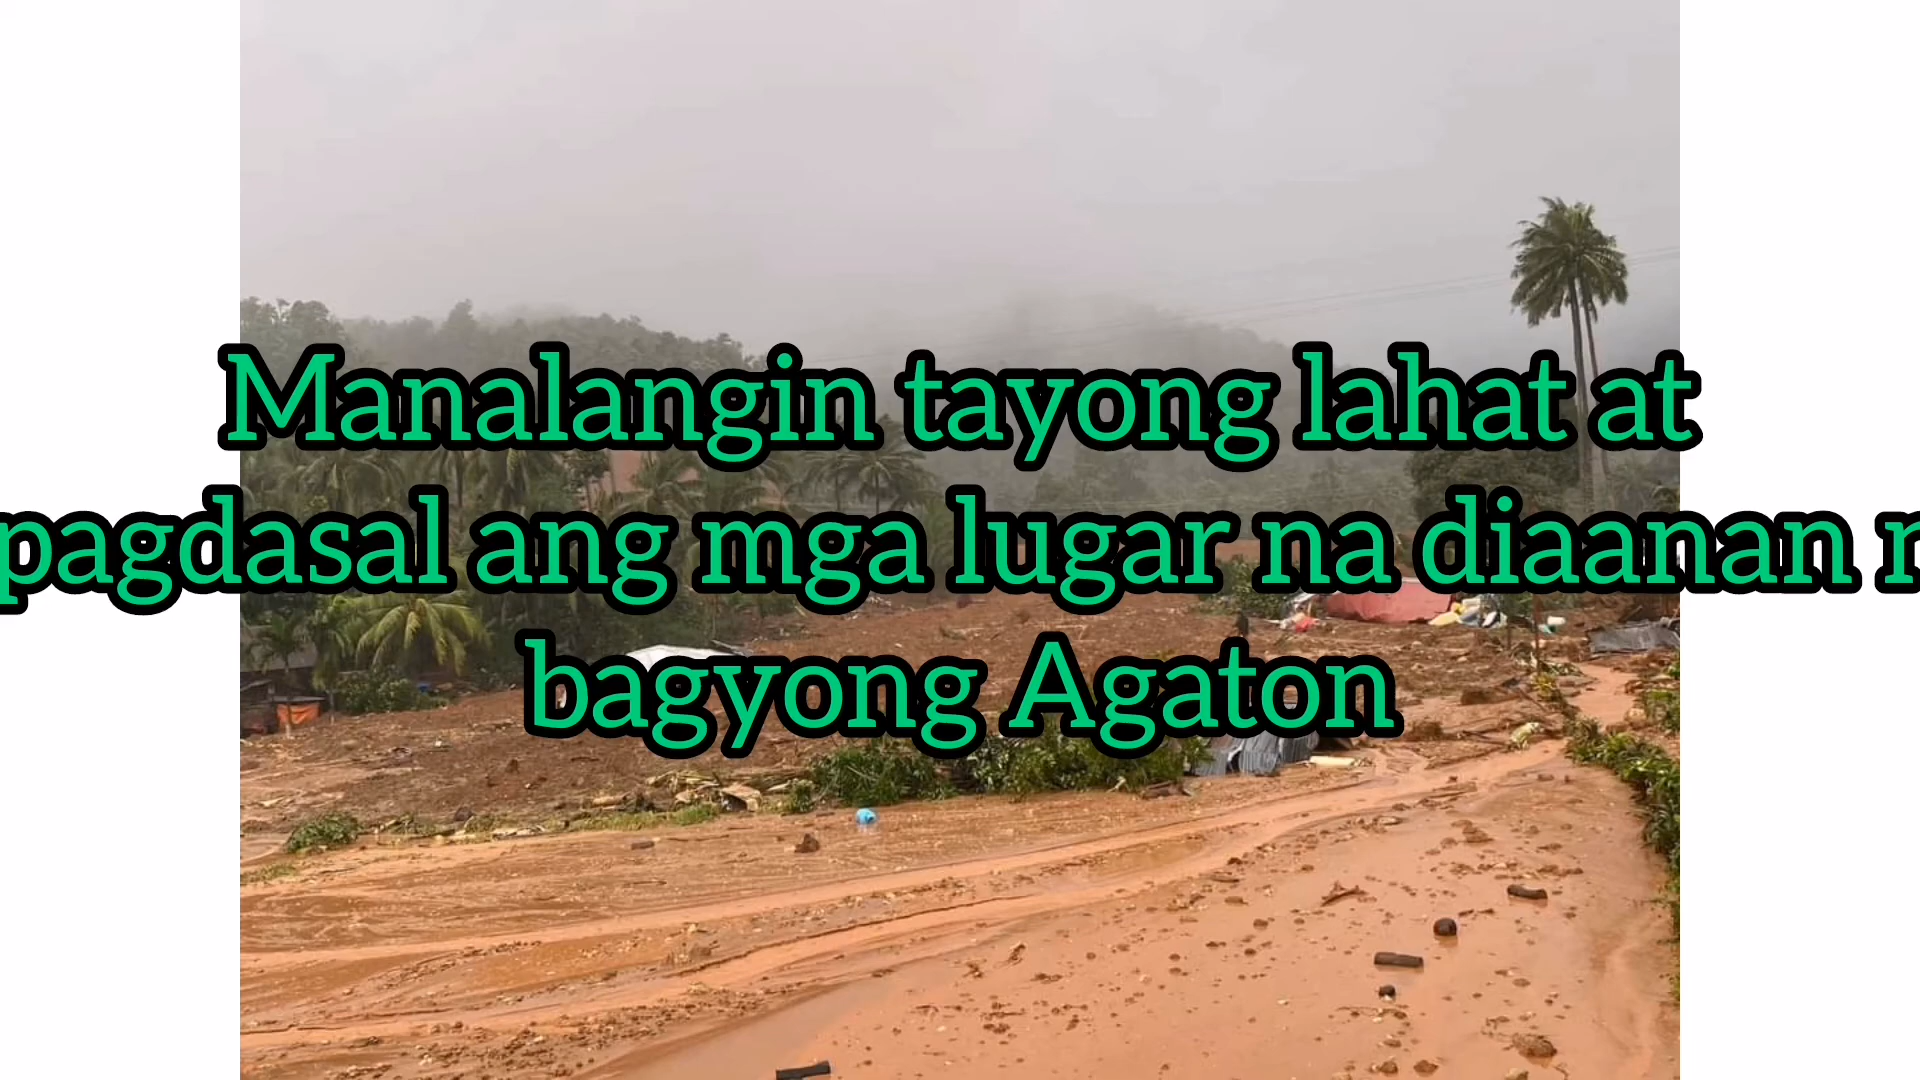 Manalangin tayong lahat at
pagdasal ang mga lugar na diaanan
bagyong Agaton